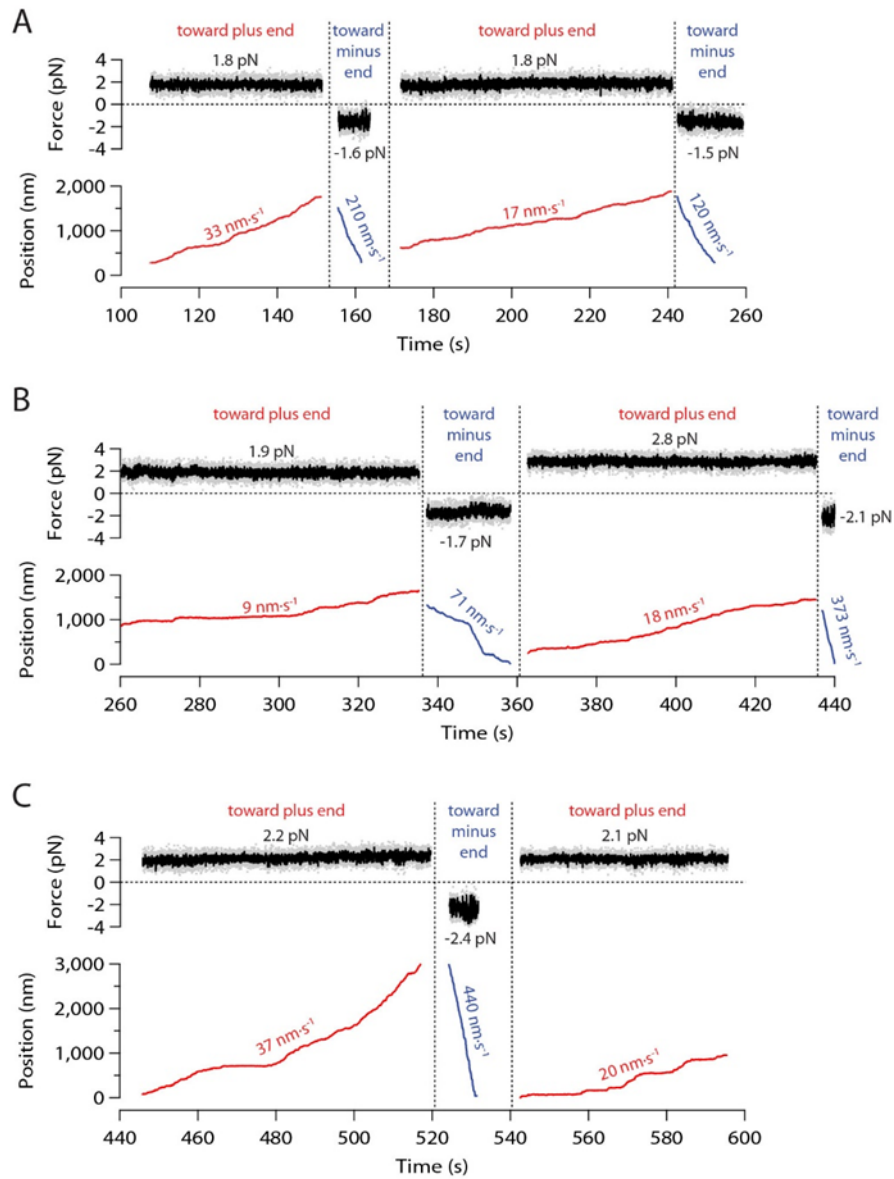 A
toward plus end
toward
minus
end
toward plus end
toward
minus
end
1.8 pN
1.8 pN
Force (pN)
4
2
0
-2
-4
-1.6 pN
-1.5 pN
Position (nm)
2,000
1,000
0
33 nm·s⁻¹
210 nm·s⁻¹
17 nm·s⁻¹
120 nm·s⁻¹
100 120 140 160 180 200 220 240 260
Time (s)
B
toward plus end
toward
minus
end
toward plus end
toward
minus
end
1.9 pN
2.8 pN
Force (pN)
4
2
0
-2
-4
-1.7 pN
-2.1 pN
Position (nm)
2,000
1,000
0
9 nm·s⁻¹
71 nm·s⁻¹
18 nm·s⁻¹
373 nm·s⁻¹
260 280 300 320 340 360 380 400 420 440
Time (s)
C
toward plus end
toward
minus
end
toward plus end
2.2 pN
2.1 pN
Force (pN)
4
2
0
-2
-4
-2.4 pN
Position (nm)
3,000
2,000
1,000
0
37 nm·s⁻¹
440 nm·s⁻¹
20 nm·s⁻¹
440 460 480 500 520 540 560 580 600
Time (s)